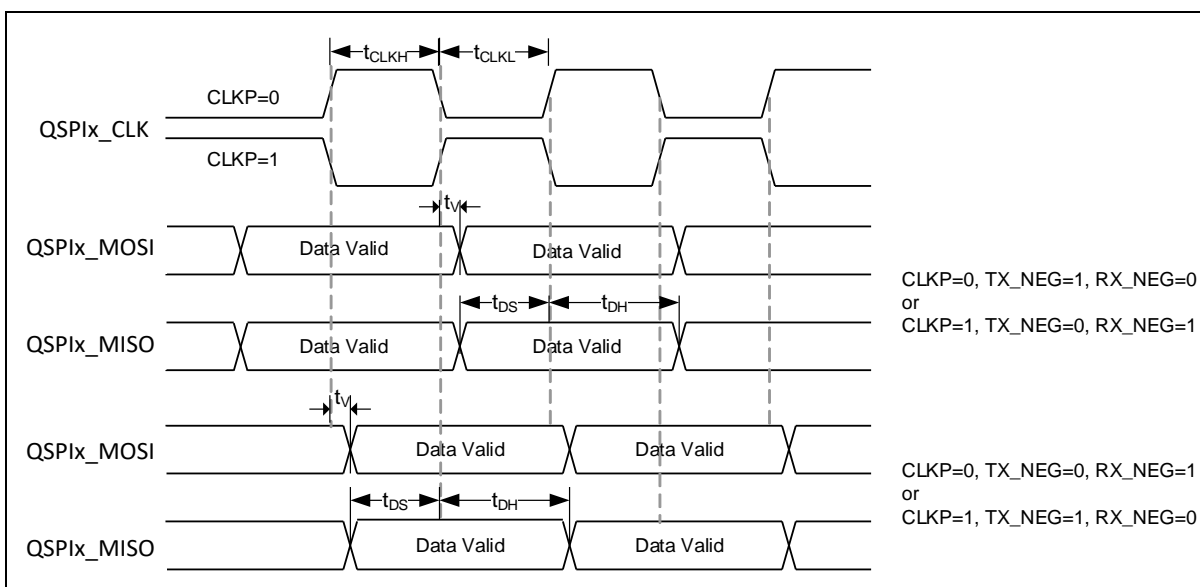 tCLKH tCLKL
CLKP=0
QSPIx_CLK
CLKP=1
tV
QSPIx_MOSI Data Valid Data Valid
CLKP=0, TX_NEG=1, RX_NEG=0
or
CLKP=1, TX_NEG=0, RX_NEG=1
tDS tDH
QSPIx_MISO Data Valid Data Valid
tV
QSPIx_MOSI Data Valid Data Valid
CLKP=0, TX_NEG=0, RX_NEG=1
or
CLKP=1, TX_NEG=1, RX_NEG=0
tDS tDH
QSPIx_MISO Data Valid Data Valid